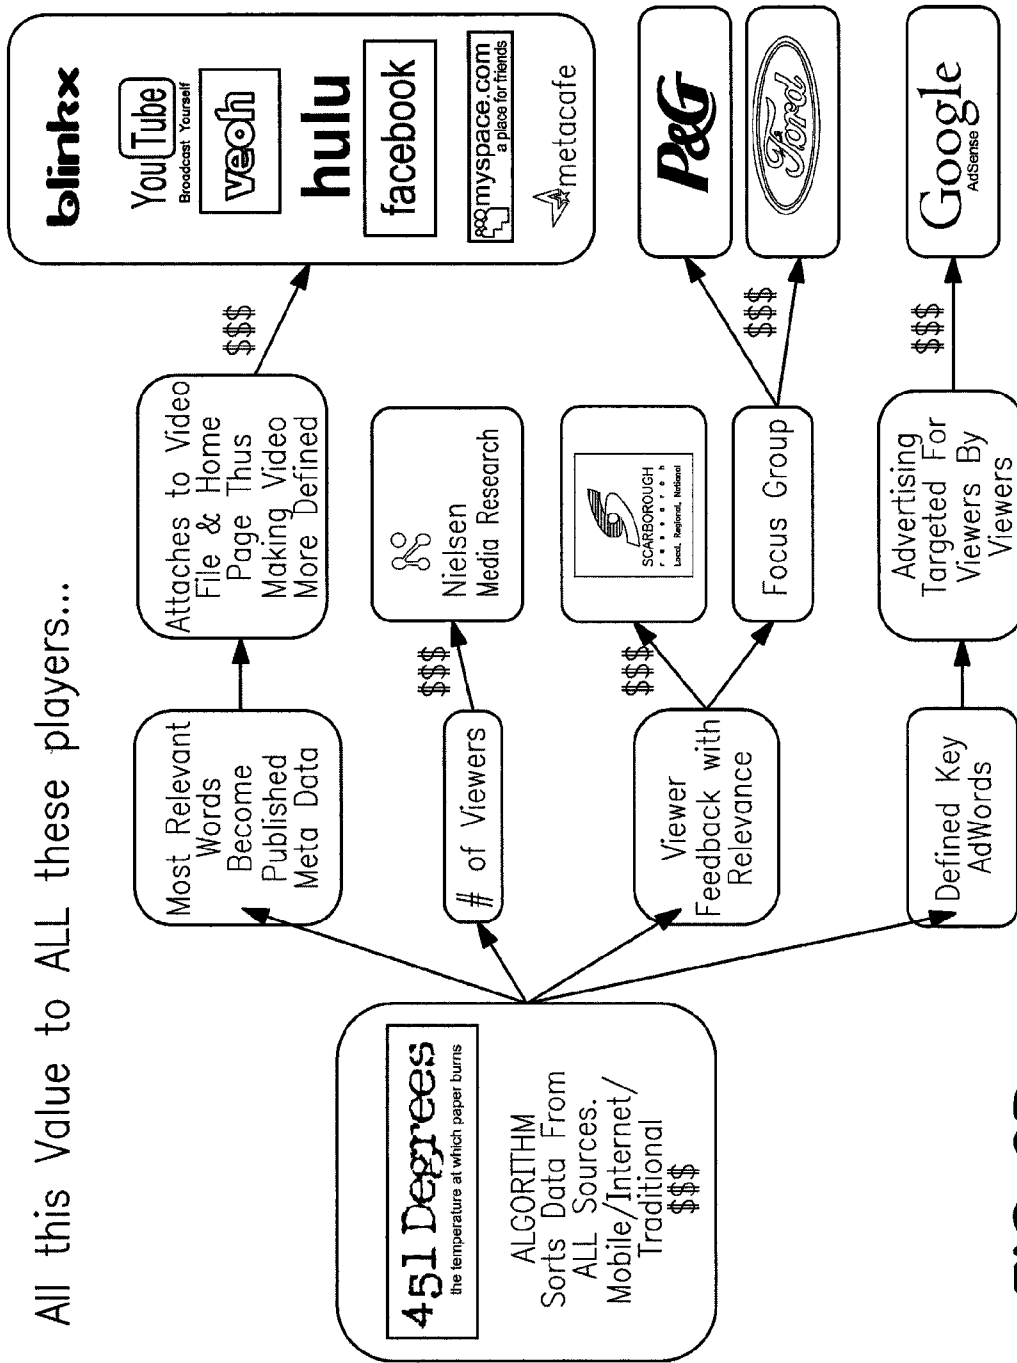 All this Value to ALL these players...
451 Degrees
the temperature at which paper burns
ALGORITHM
Sorts Data From
ALL Sources.
Mobile/Internet/
Traditional
$$$
Most Relevant
Words
Become
Published
Meta Data
Attaches to Video
File & Home
Page Thus
Making Video
More Defined
$$$
blinkx
YouTube
Broadcast Yourself
veoh
hulu
facebook
myspace.com
a place for friends
metacafe
# of Viewers
$$$
Nielsen
Media Research
Viewer
Feedback with
Relevance
$$$
SCARBOROUGH
research
Local, Regional, National
Focus Group
$$$
P&G
Ford
Defined Key
AdWords
Advertising
Targeted For
Viewers By
Viewers
$$$
Google
AdSense